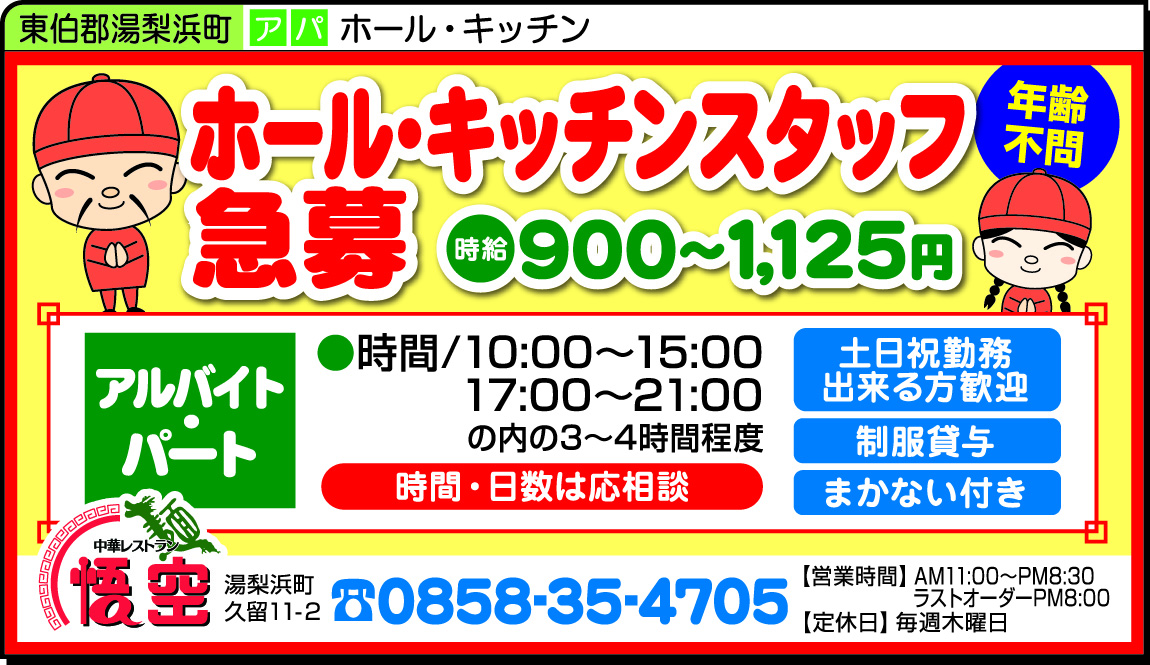 東伯郡湯梨浜町 ア パ ホール・キッチン
年齢
不問
ホール・キッチンスタッフ
急募
時給 900〜1,125円
アルバイト
・
パート
●時間/10:00〜15:00
17:00〜21:00
の内の3〜4時間程度
時間・日数は応相談
土日祝勤務
出来る方歓迎
制服貸与
まかない付き
中華レストラン
悟空
湯梨浜町
久留11-2
☎0858-35-4705
【営業時間】AM11:00〜PM8:30
ラストオーダーPM8:00
【定休日】毎週木曜日